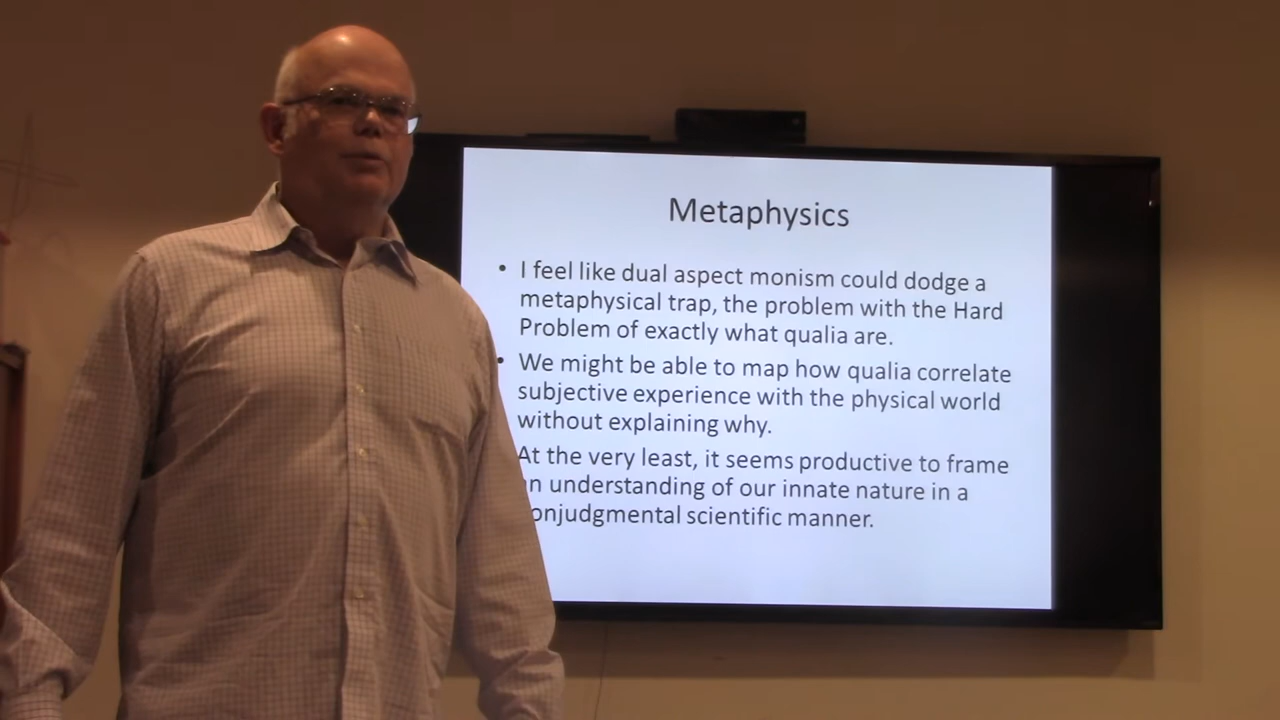 Metaphysics
• I feel like dual aspect monism could dodge a
metaphysical trap, the problem with the Hard
Problem of exactly what qualia are.
• We might be able to map how qualia correlate
subjective experience with the physical world
without explaining why.
At the very least, it seems productive to frame
n understanding of our innate nature in a
onjudgmental scientific manner.